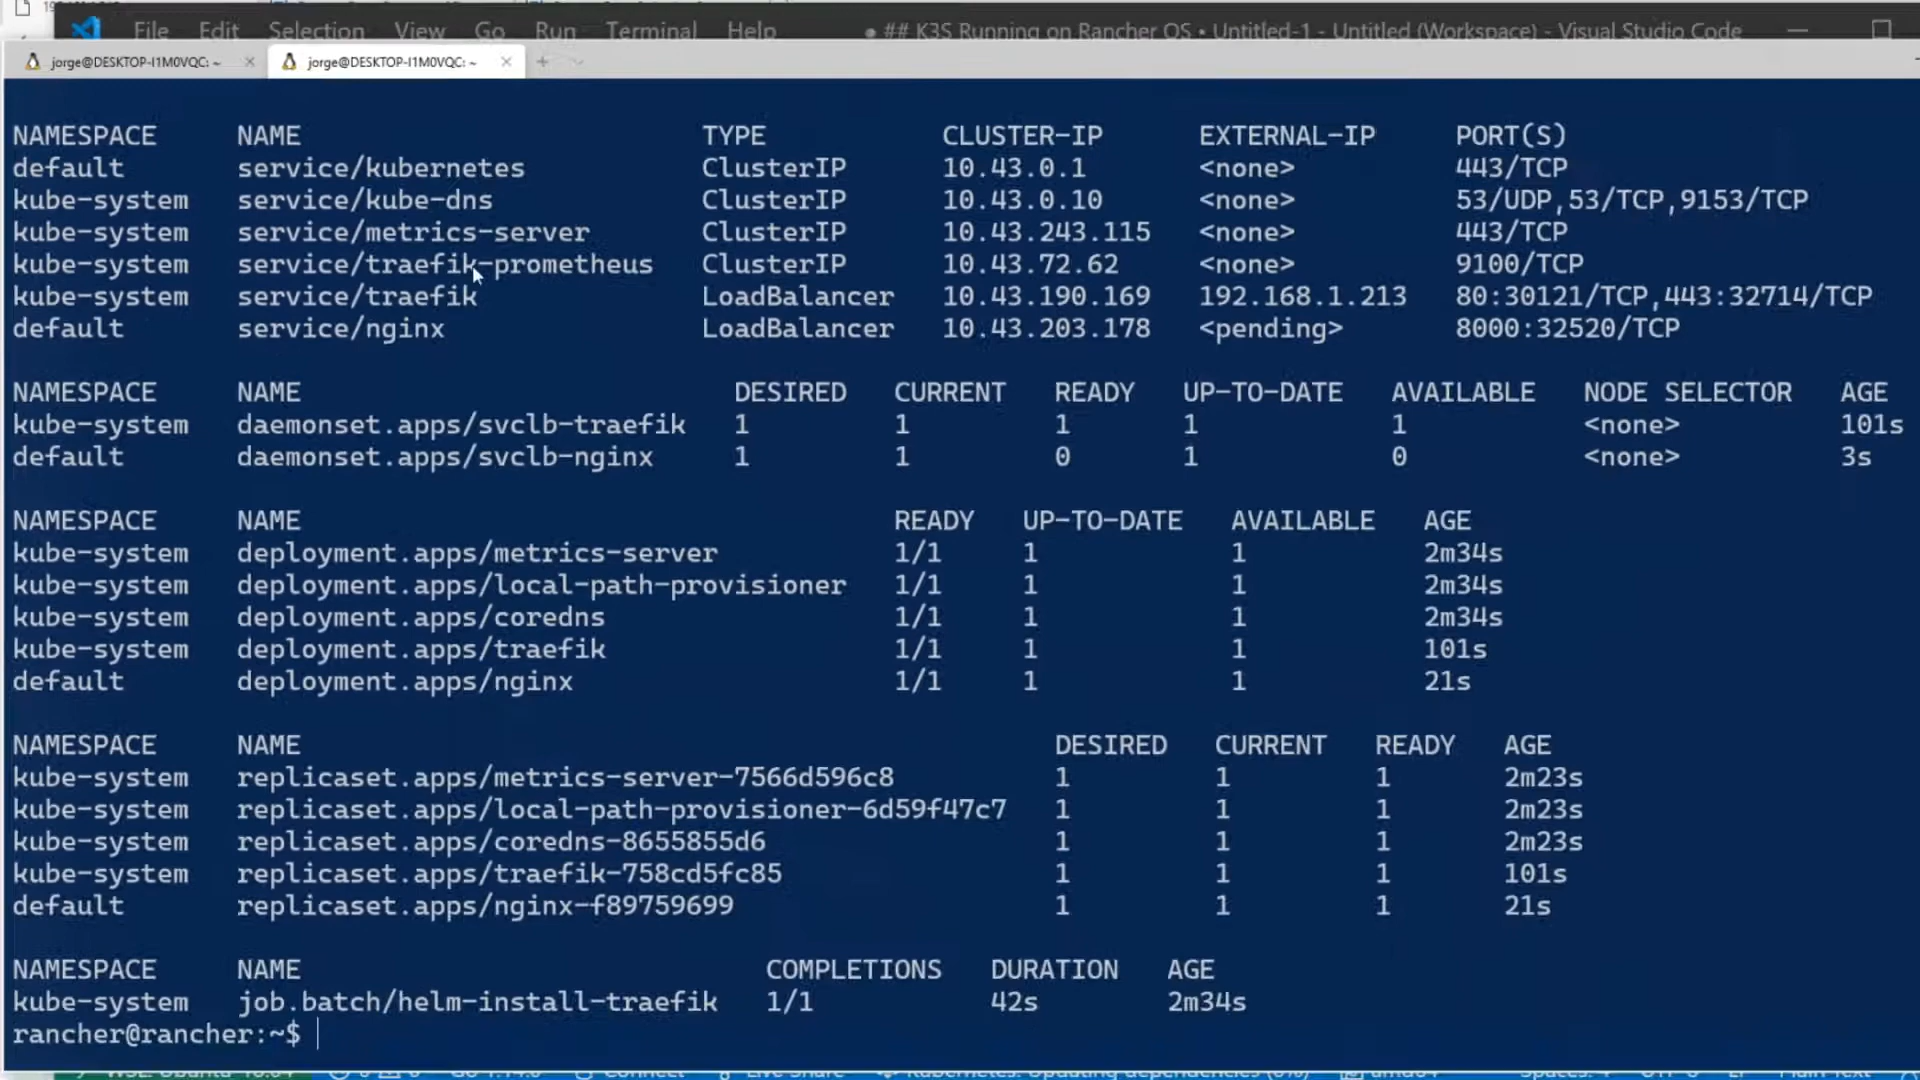 File Edit Selection View Go Run Terminal Help ● ## K3S Running on Rancher OS • Untitled-1 - Untitled (Workspace) - Visual Studio Code
jorge@DESKTOP-I1M0VQC: ~ jorge@DESKTOP-I1M0VQC: ~
NAMESPACE NAME TYPE CLUSTER-IP EXTERNAL-IP PORT(S)
default service/kubernetes ClusterIP 10.43.0.1 <none> 443/TCP
kube-system service/kube-dns ClusterIP 10.43.0.10 <none> 53/UDP,53/TCP,9153/TCP
kube-system service/metrics-server ClusterIP 10.43.243.115 <none> 443/TCP
kube-system service/traefik-prometheus ClusterIP 10.43.72.62 <none> 9100/TCP
kube-system service/traefik LoadBalancer 10.43.190.169 192.168.1.213 80:30121/TCP,443:32714/TCP
default service/nginx LoadBalancer 10.43.203.178 <pending> 8000:32520/TCP
NAMESPACE NAME DESIRED CURRENT READY UP-TO-DATE AVAILABLE NODE SELECTOR AGE
kube-system daemonset.apps/svclb-traefik 1 1 1 1 1 <none> 101s
default daemonset.apps/svclb-nginx 1 1 0 1 0 <none> 3s
NAMESPACE NAME READY UP-TO-DATE AVAILABLE AGE
kube-system deployment.apps/metrics-server 1/1 1 1 2m34s
kube-system deployment.apps/local-path-provisioner 1/1 1 1 2m34s
kube-system deployment.apps/coredns 1/1 1 1 2m34s
kube-system deployment.apps/traefik 1/1 1 1 101s
default deployment.apps/nginx 1/1 1 1 21s
NAMESPACE NAME DESIRED CURRENT READY AGE
kube-system replicaset.apps/metrics-server-7566d596c8 1 1 1 2m23s
kube-system replicaset.apps/local-path-provisioner-6d59f47c7 1 1 1 2m23s
kube-system replicaset.apps/coredns-8655855d6 1 1 1 2m23s
kube-system replicaset.apps/traefik-758cd5fc85 1 1 1 101s
default replicaset.apps/nginx-f89759699 1 1 1 21s
NAMESPACE NAME COMPLETIONS DURATION AGE
kube-system job.batch/helm-install-traefik 1/1 42s 2m34s
rancher@rancher:~$